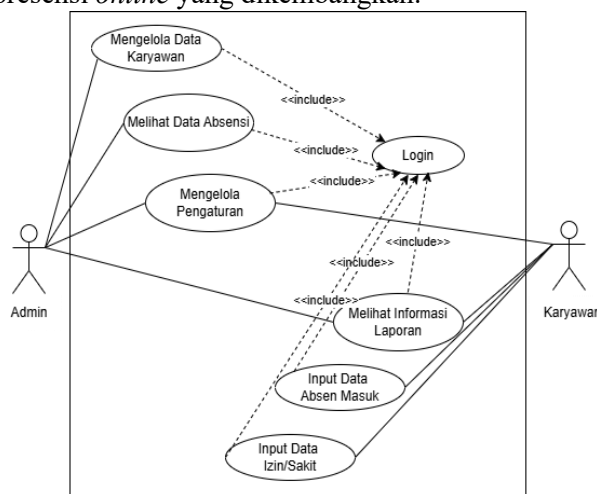 presensi online yang dikembangkan.
Mengelola Data
Karyawan
<<include>>
Melihat Data Absensi
<<include>>
Login
Mengelola
Pengaturan
<<include>>
<<include>>
<<include>>
<<include>>
Admin
Melihat Informasi
Laporan
Karyawan
Input Data
Absen Masuk
Input Data
Izin/Sakit